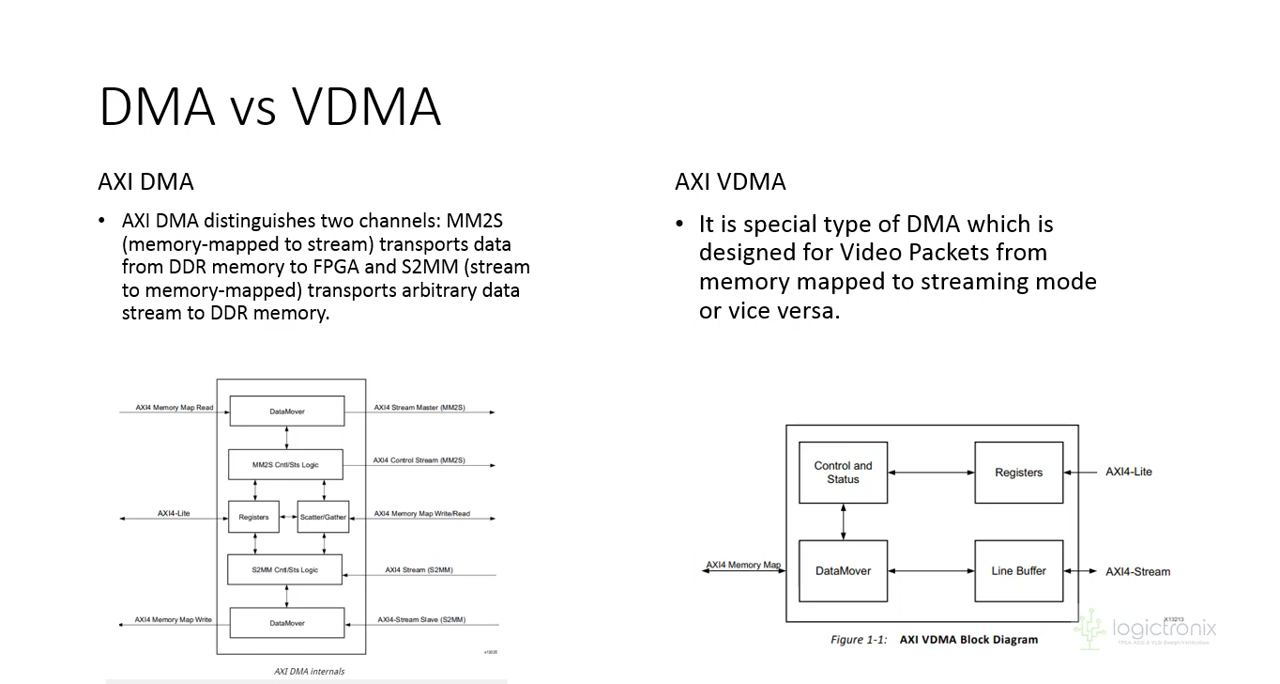 DMA vs VDMA
AXI DMA
• AXI DMA distinguishes two channels: MM2S
(memory-mapped to stream) transports data
from DDR memory to FPGA and S2MM (stream
to memory-mapped) transports arbitrary data
stream to DDR memory.
AXI4 Memory Map Read
DataMover
AXI4 Stream Master (MM2S)
MM2S Cntl/Sts Logic
AXI4 Control Stream (MM2S)
AXI4-Lite
Registers
Scatter/Gather
AXI4 Memory Map Write/Read
S2MM Cntl/Sts Logic
AXI4 Stream (S2MM)
AXI4 Memory Map Write
DataMover
AXI4-Stream Slave (S2MM)
AXI DMA internals
AXI VDMA
• It is special type of DMA which is
designed for Video Packets from
memory mapped to streaming mode
or vice versa.
Control and
Status
Registers
AXI4-Lite
AXI4 Memory Map
DataMover
Line Buffer
AXI4-Stream
X13213
Figure 1-1: AXI VDMA Block Diagram
logictronix